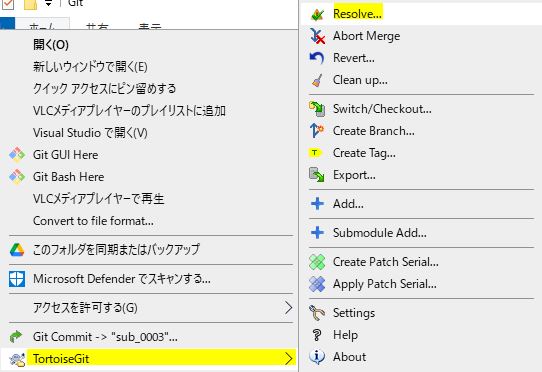 Git
ホーム
共有
表示
開く(O)
新しいウィンドウで開く(E)
クイック アクセスにピン留めする
VLCメディアプレイヤーのプレイリストに追加
Visual Studio で開く(V)
Git GUI Here
Git Bash Here
VLCメディアプレイヤーで再生
Convert to file format...
このフォルダを同期またはバックアップ
Microsoft Defender でスキャンする...
アクセスを許可する(G)
Git Commit -> "sub_0003"...
TortoiseGit
Resolve...
Abort Merge
Revert...
Clean up...
Switch/Checkout...
Create Branch...
Create Tag...
Export...
Add...
Submodule Add...
Create Patch Serial...
Apply Patch Serial...
Settings
Help
About